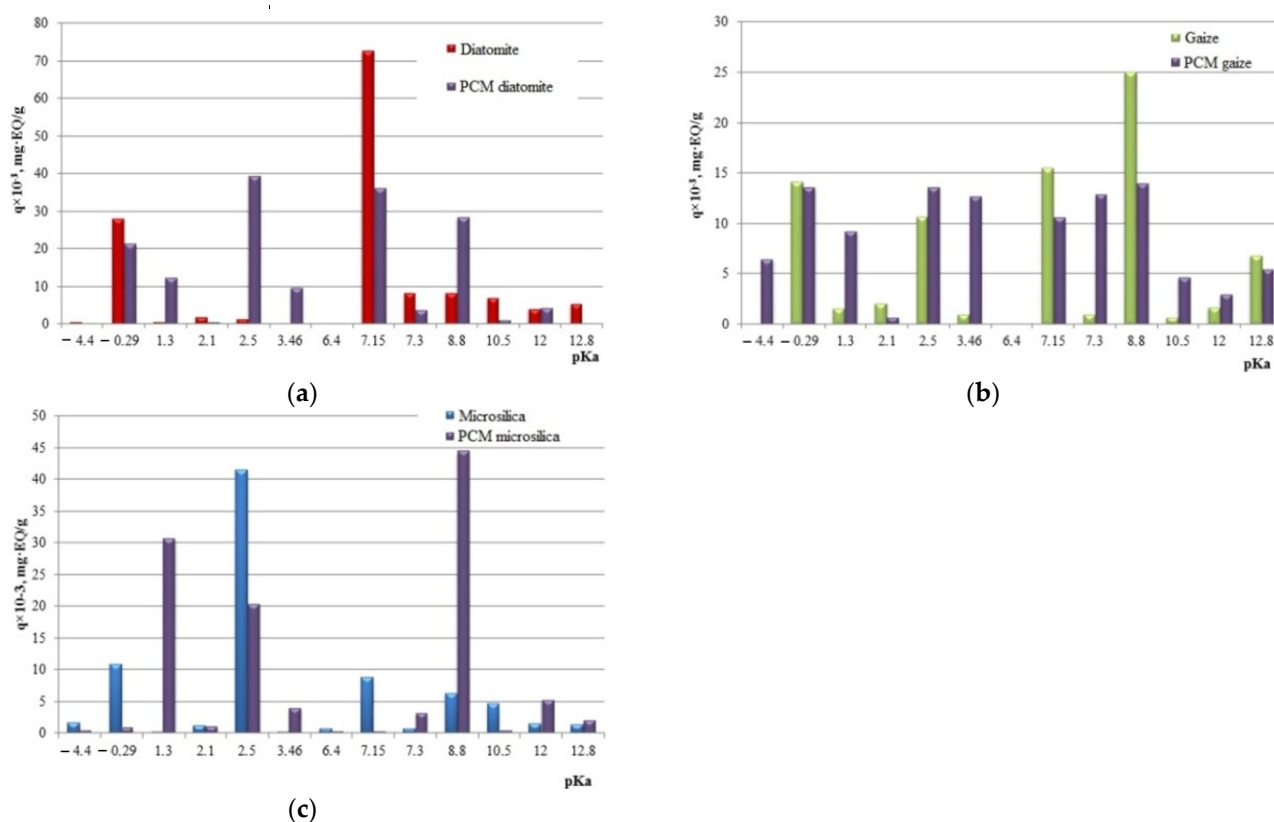 80
70
60
50
40
30
20
10
0
q×10⁻³, mg·EQ/g
Diatomite
PCM diatomite
− 4.4 − 0.29 1.3 2.1 2.5 3.46 6.4 7.15 7.3 8.8 10.5 12 12.8
pKa
(a)
30
25
20
15
10
5
0
q×10⁻³, mg·EQ/g
Gaize
PCM gaize
− 4.4 − 0.29 1.3 2.1 2.5 3.46 6.4 7.15 7.3 8.8 10.5 12 12.8
pKa
(b)
50
45
40
35
30
25
20
15
10
5
0
q×10-3, mg·EQ/g
Microsilica
PCM microsilica
− 4.4 − 0.29 1.3 2.1 2.5 3.46 6.4 7.15 7.3 8.8 10.5 12 12.8
pKa
(c)